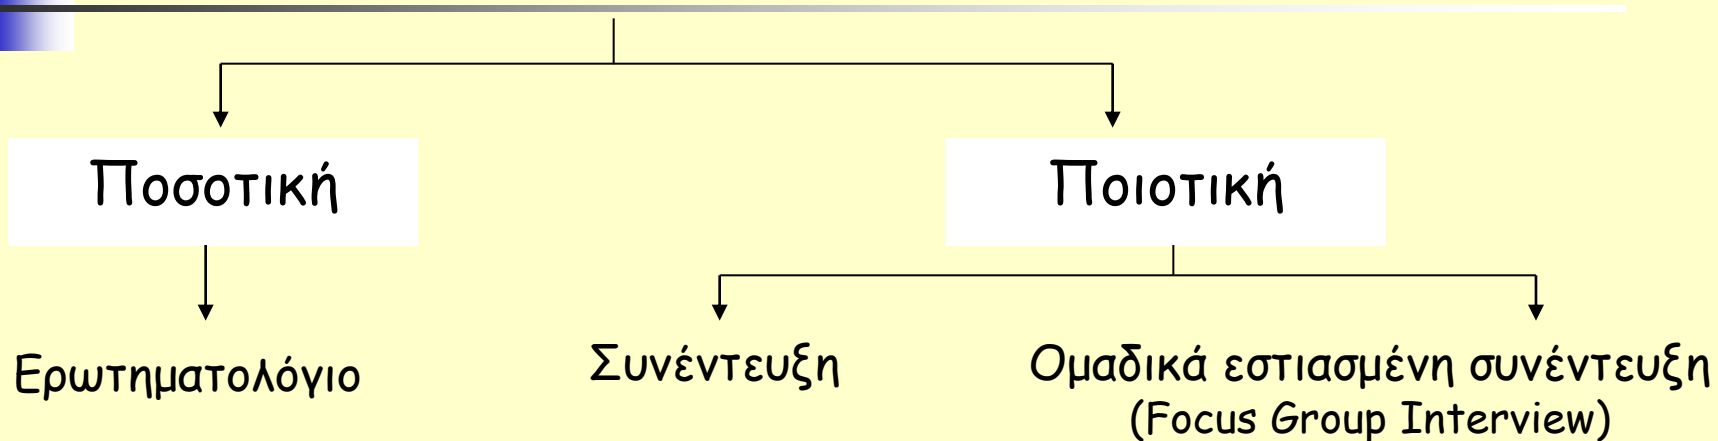 Ποσοτική
Ποιοτική
Ερωτηματολόγιο
Συνέντευξη
Ομαδικά εστιασμένη συνέντευξη
(Focus Group Interview)